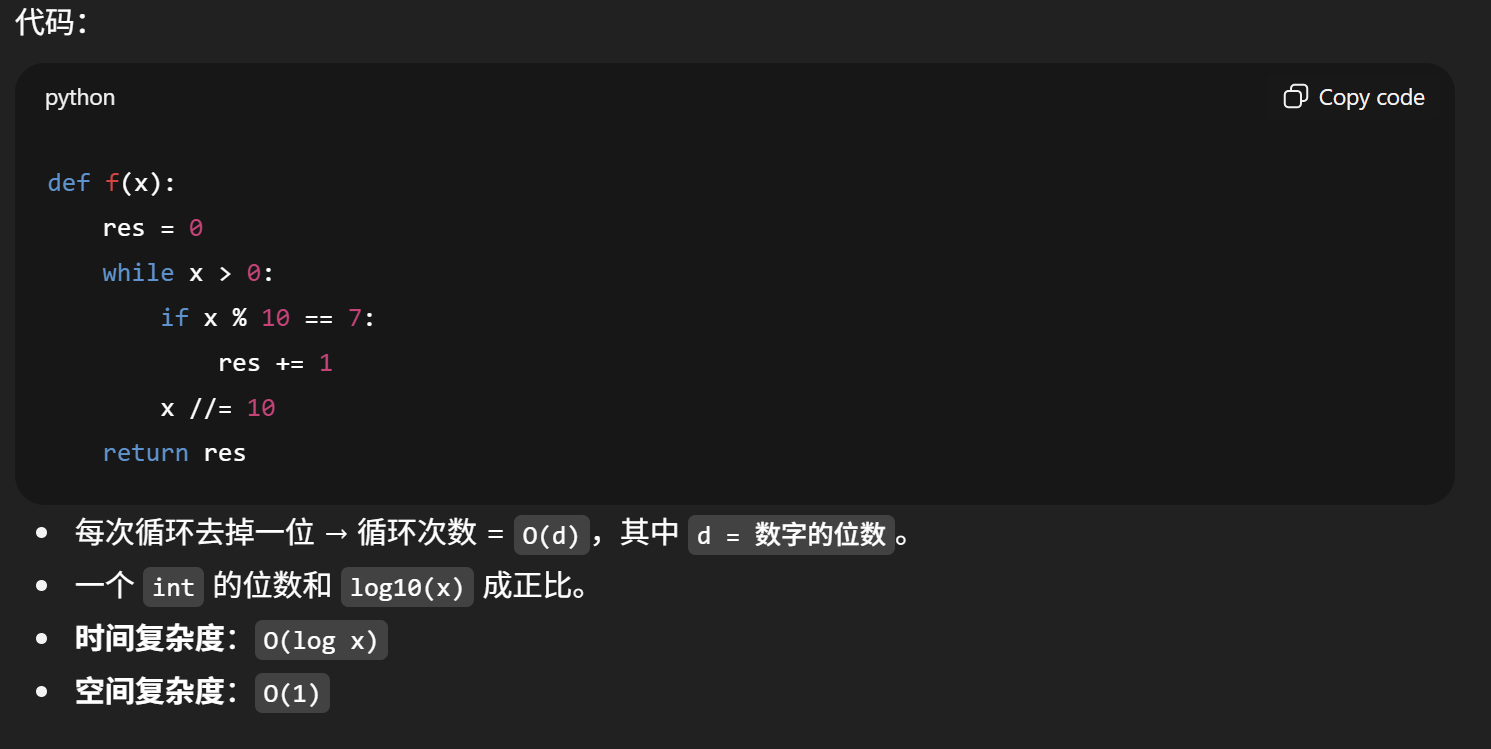 代码：
python
Copy code
def f(x):
    res = 0
    while x > 0:
        if x % 10 == 7:
            res += 1
        x //= 10
    return res
• 每次循环去掉一位 → 循环次数 = O(d)，其中 d = 数字的位数。
• 一个 int 的位数和 log10(x) 成正比。
• 时间复杂度：O(log x)
• 空间复杂度：O(1)